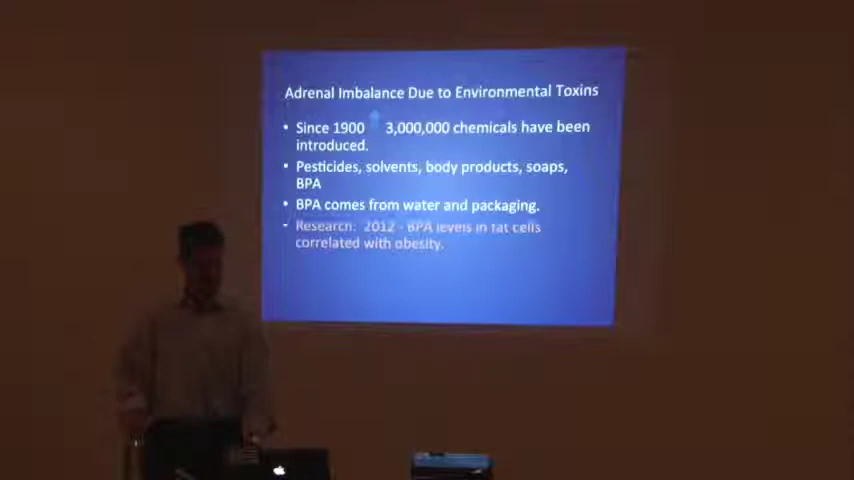 Adrenal Imbalance Due to Environmental Toxins
• Since 1900 3,000,000 chemicals have been
introduced.
• Pesticides, solvents, body products, soaps,
BPA
• BPA comes from water and packaging.
• Research: 2012 - BPA levels in fat cells
correlated with obesity.